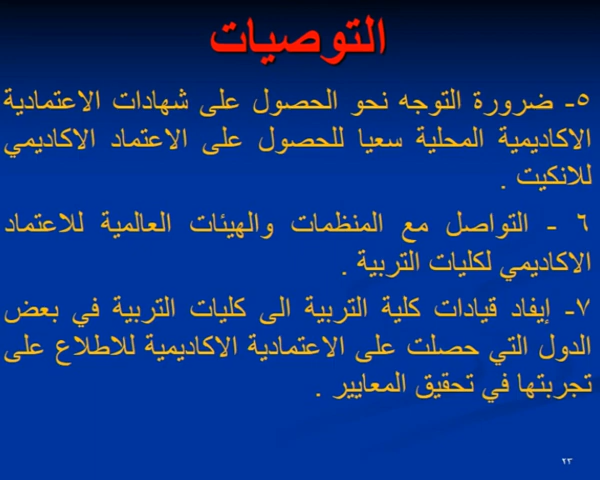 التوصيات
٥- ضرورة التوجه نحو الحصول على شهادات الاعتمادية
الاكاديمية المحلية سعيا للحصول على الاعتماد الاكاديمي
للانكيت .
٦ - التواصل مع المنظمات والهيئات العالمية للاعتماد
الاكاديمي لكليات التربية .
٧- إيفاد قيادات كلية التربية الى كليات التربية في بعض
الدول التي حصلت على الاعتمادية الاكاديمية للاطلاع على
تجربتها في تحقيق المعايير .
٢٣